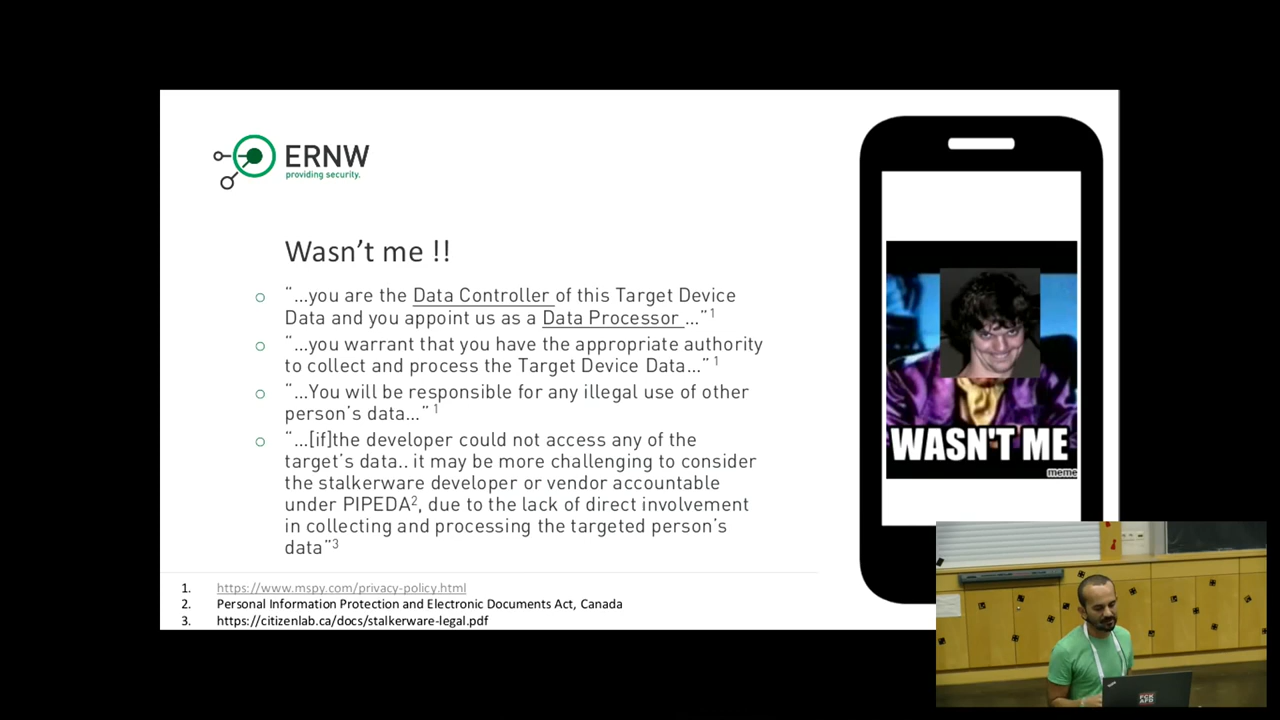 ERNW
providing security.
Wasn't me !!
"...you are the Data Controller of this Target Device
Data and you appoint us as a Data Processor ..."1
"...you warrant that you have the appropriate authority
to collect and process the Target Device Data..." 1
"...You will be responsible for any illegal use of other
person's data..." 1
"...[if]the developer could not access any of the
target's data.. it may be more challenging to consider
the stalkerware developer or vendor accountable
under PIPEDA2, due to the lack of direct involvement
in collecting and processing the targeted person's
data"3
WASN'T ME
meme
1. https://www.mspy.com/privacy-policy.html
2. Personal Information Protection and Electronic Documents Act, Canada
3. https://citizenlab.ca/docs/stalkerware-legal.pdf
FCK
AFD